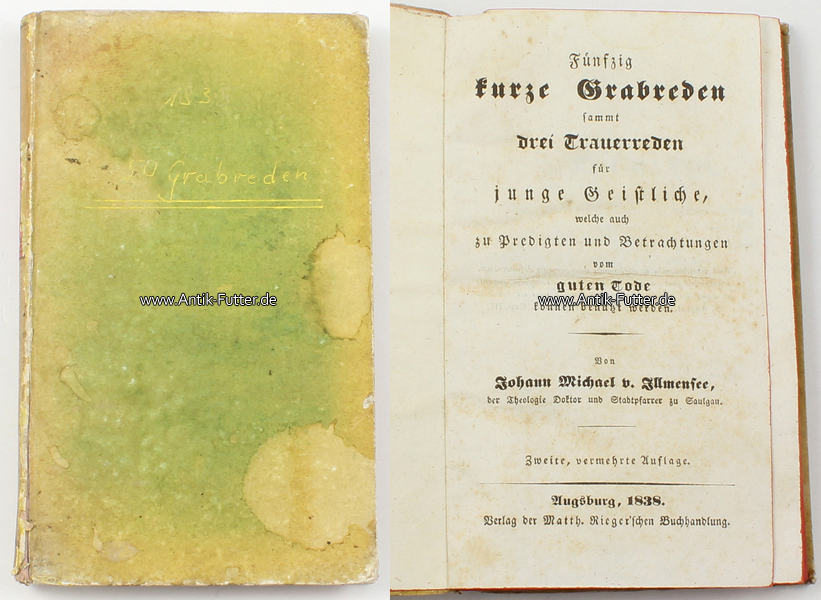 183
50 Grabreden
www.Antik-Futter.de
Fünfzig
kurze Grabreden
sammt
drei Trauerreden
für
junge Geistliche,
welche auch
zu Predigten und Betrachtungen
vom
guten Tode
www.Antik-Futter.de
können benützt werden.
Von
Johann Michael v. Illmensee,
der Theologie Doktor und Stadtpfarrer zu Saulgau.
Zweite, vermehrte Auflage.
Augsburg, 1838.
Verlag der Matth. Rieger'schen Buchhandlung.